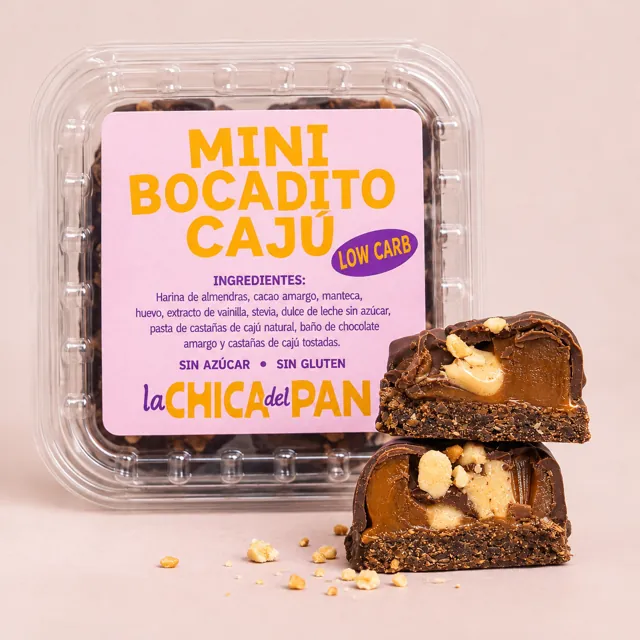 MINI
BOCADITO
CAJÚ
LOW CARB
INGREDIENTES:
Harina de almendras, cacao amargo, manteca,
huevo, extracto de vainilla, stevia, dulce de leche sin azúcar,
pasta de castañas de cajú natural, baño de chocolate
amargo y castañas de cajú tostadas.
SIN AZÚCAR • SIN GLUTEN
la CHICA del PAN